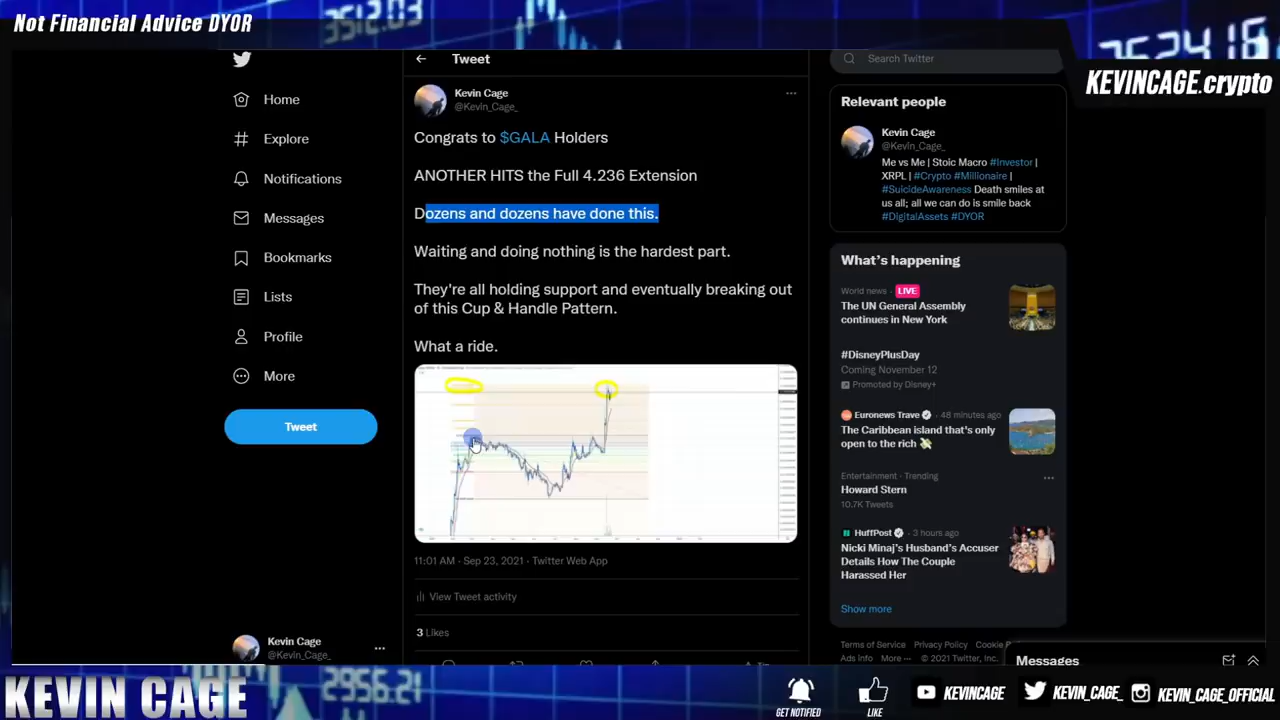 Not Financial Advice DYOR
3512.03
3524.16
KEVINCAGE.crypto
Tweet
Search Twitter
Home
Explore
Notifications
Messages
Bookmarks
Lists
Profile
More
Tweet
Kevin Cage
@Kevin_Cage_
Kevin Cage
@Kevin_Cage_
Congrats to $GALA Holders
ANOTHER HITS the Full 4.236 Extension
Dozens and dozens have done this.
Waiting and doing nothing is the hardest part.
They're all holding support and eventually breaking out
of this Cup & Handle Pattern.
What a ride.
11:01 AM · Sep 23, 2021 · Twitter Web App
View Tweet activity
3 Likes
Relevant people
Kevin Cage
@Kevin_Cage_
Me vs Me | Stoic Macro #Investor |
XRPL | #Crypto #Millionaire |
#SuicideAwareness Death smiles at
us all; all we can do is smile back
#DigitalAssets #DYOR
What's happening
World news · LIVE
The UN General Assembly
continues in New York
#DisneyPlusDay
Coming November 12
Promoted by Disney+
Euronews Trave · 48 minutes ago
The Caribbean island that's only
open to the rich
Entertainment · Trending
Howard Stern
10.7K Tweets
HuffPost · 3 hours ago
Nicki Minaj's Husband's Accuser
Details How The Couple
Harassed Her
Show more
Terms of Service Privacy Policy Cookie P
Ads info More © 2021 Twitter, Inc.
Messages
KEVIN CAGE
2956.21
GET NOTIFIED
LIKE
KEVINCAGE
KEVIN_CAGE_
KEVIN_CAGE_OFFICIAL